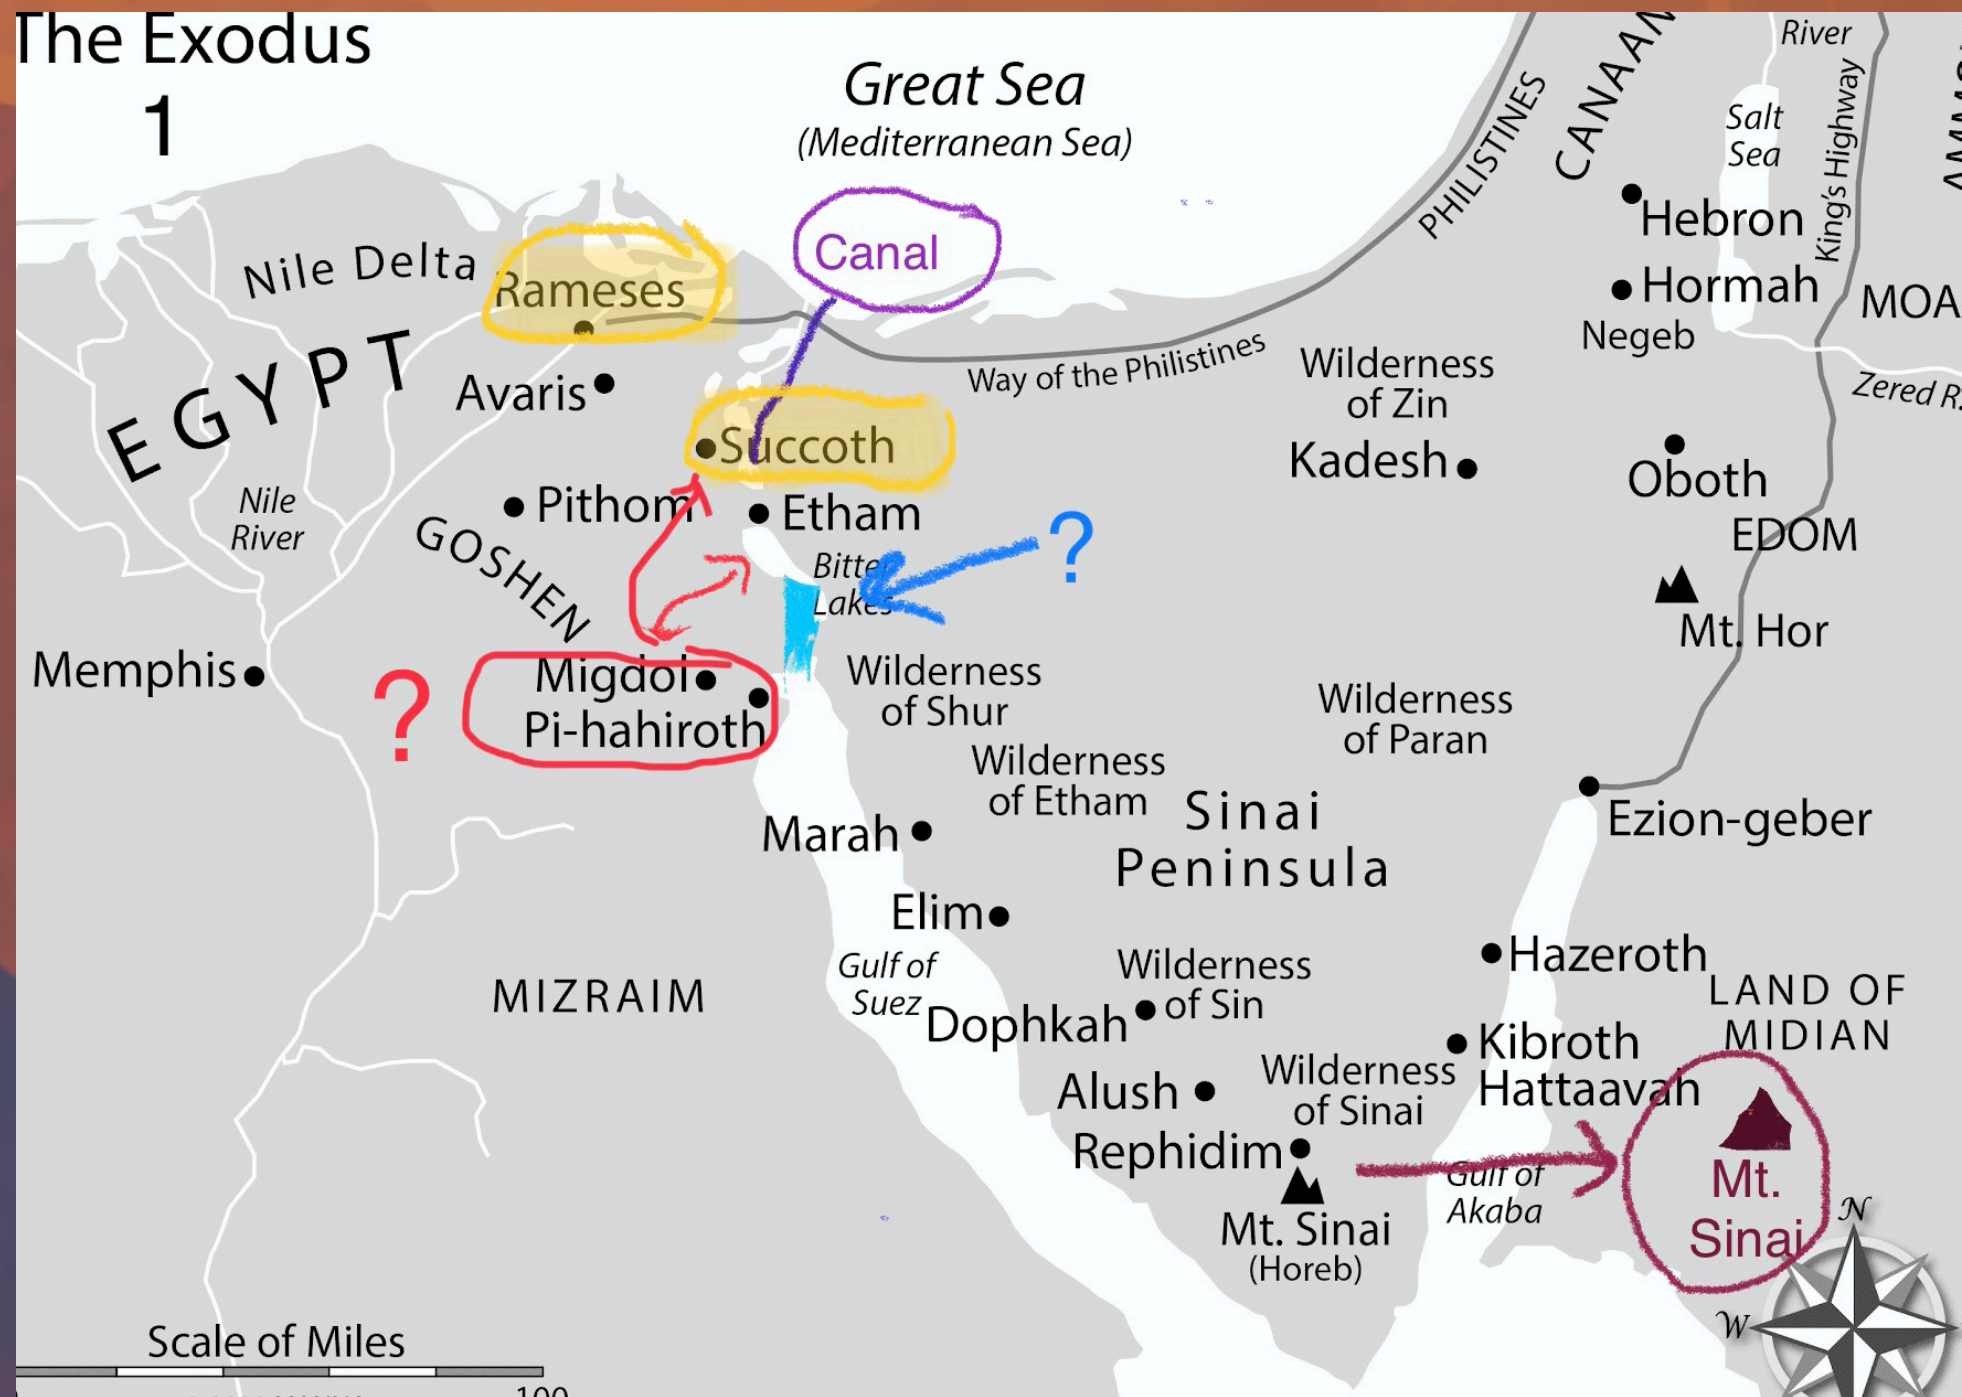 The Exodus
1
Great Sea
(Mediterranean Sea)
PHILISTINES
CANAAN
River
King's Highway
Salt
Sea
Hebron
Hormah
Negeb
MOA
Zered R.
Nile Delta
Rameses
Canal
Way of the Philistines
EGYPT
Avaris
Succoth
Wilderness
of Zin
Kadesh
Oboth
EDOM
Mt. Hor
Nile
River
Pithom
GOSHEN
Etham
Bitter
Lakes
?
Memphis
?
Migdol
Pi-hahiroth
Wilderness
of Shur
Wilderness
of Etham
Wilderness
of Paran
Sinai
Peninsula
Ezion-geber
Marah
Elim
Gulf of
Suez
MIZRAIM
Wilderness
of Sin
Dophkah
Hazeroth
LAND OF
MIDIAN
Kibroth
Hattaavah
Alush
Wilderness
of Sinai
Rephidim
Mt. Sinai
(Horeb)
Gulf of
Akaba
Mt.
Sinai
N
W
Scale of Miles
100